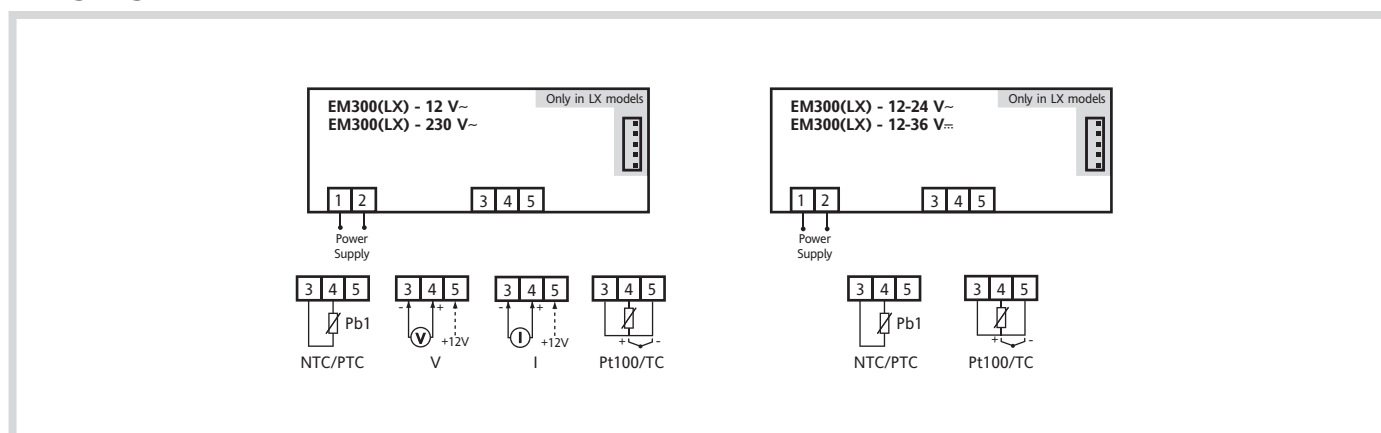 EM300(LX) - 12 V~
EM300(LX) - 230 V~
Only in LX models
1 2
3 4 5
Power
Supply
3 4 5
Pb1
NTC/PTC
3 4 5
- +
V
+12V
V
3 4 5
- +
I
+12V
I
3 4 5
+ -
Pt100/TC
EM300(LX) - 12-24 V~
EM300(LX) - 12-36 V⎓
Only in LX models
1 2
3 4 5
Power
Supply
3 4 5
Pb1
NTC/PTC
3 4 5
+ -
Pt100/TC